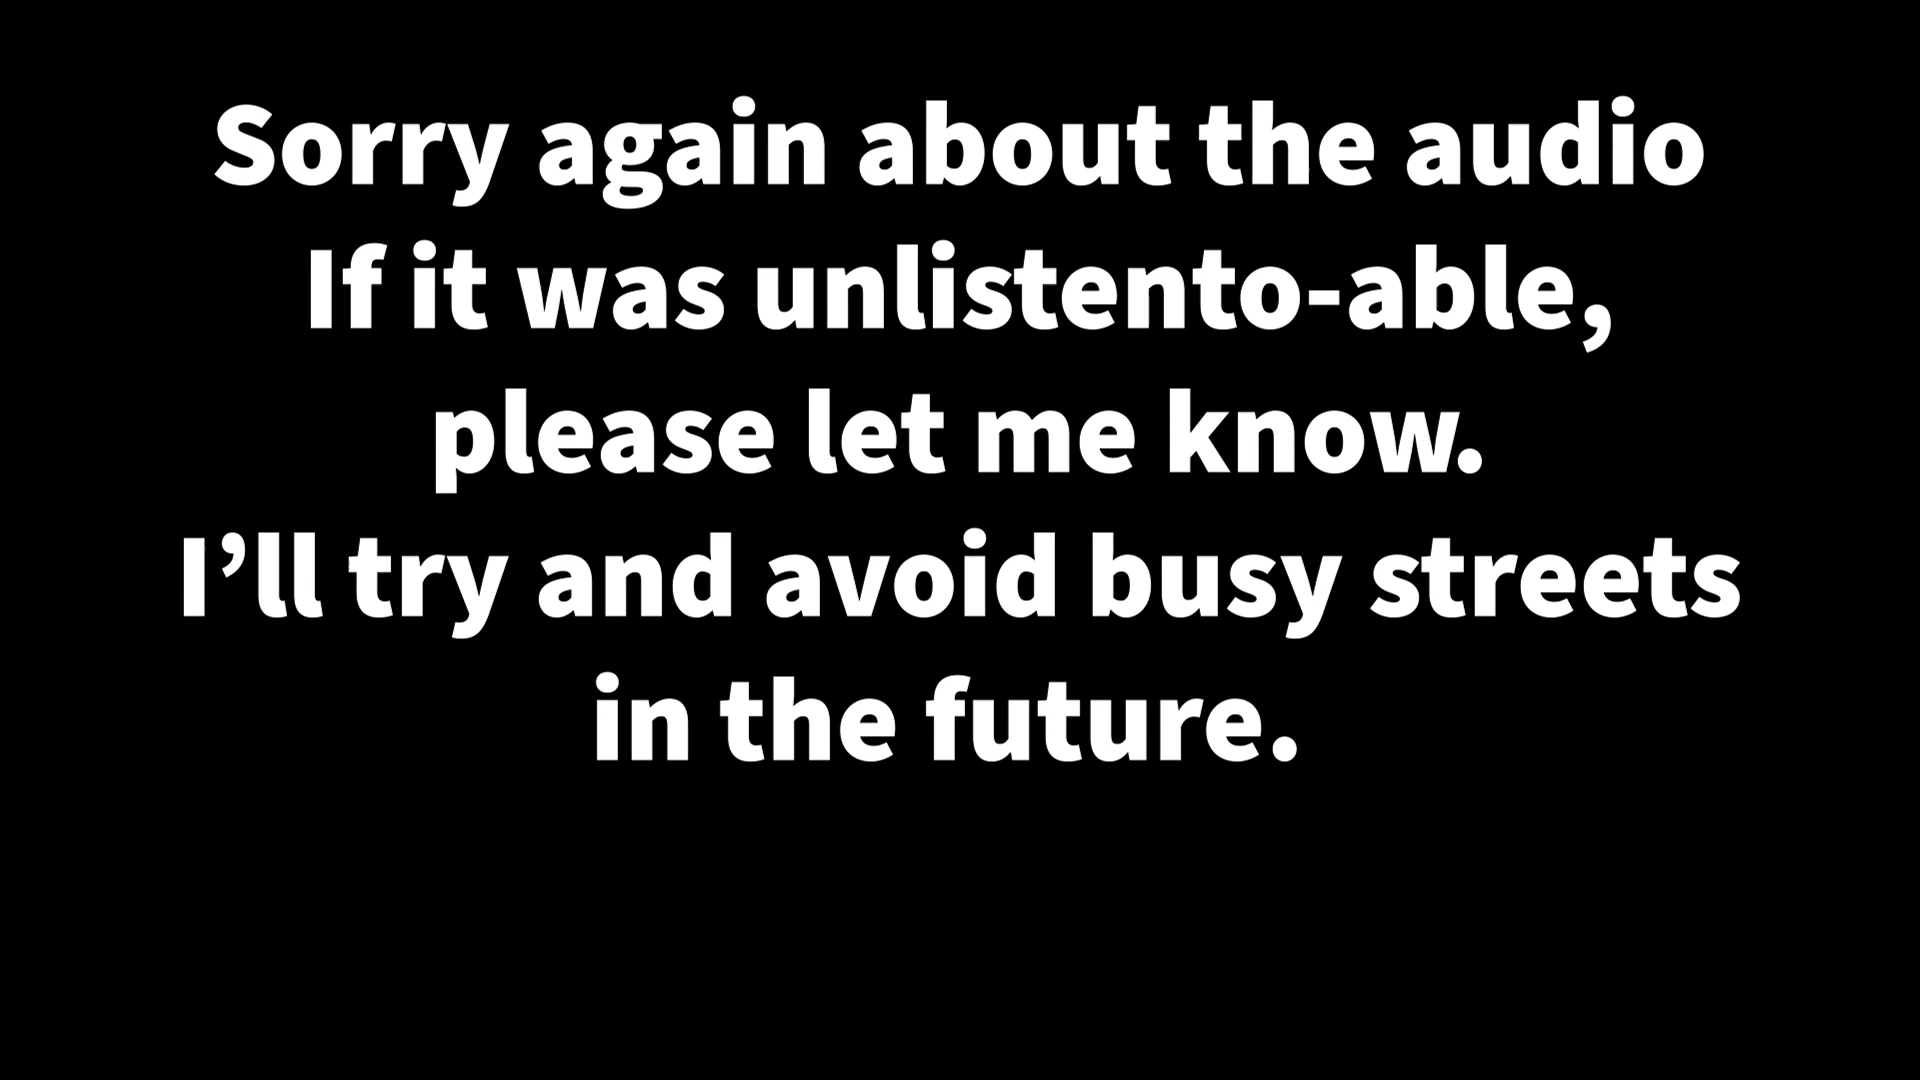 Sorry again about the audio
If it was unlistento-able,
please let me know.
I’ll try and avoid busy streets
in the future.